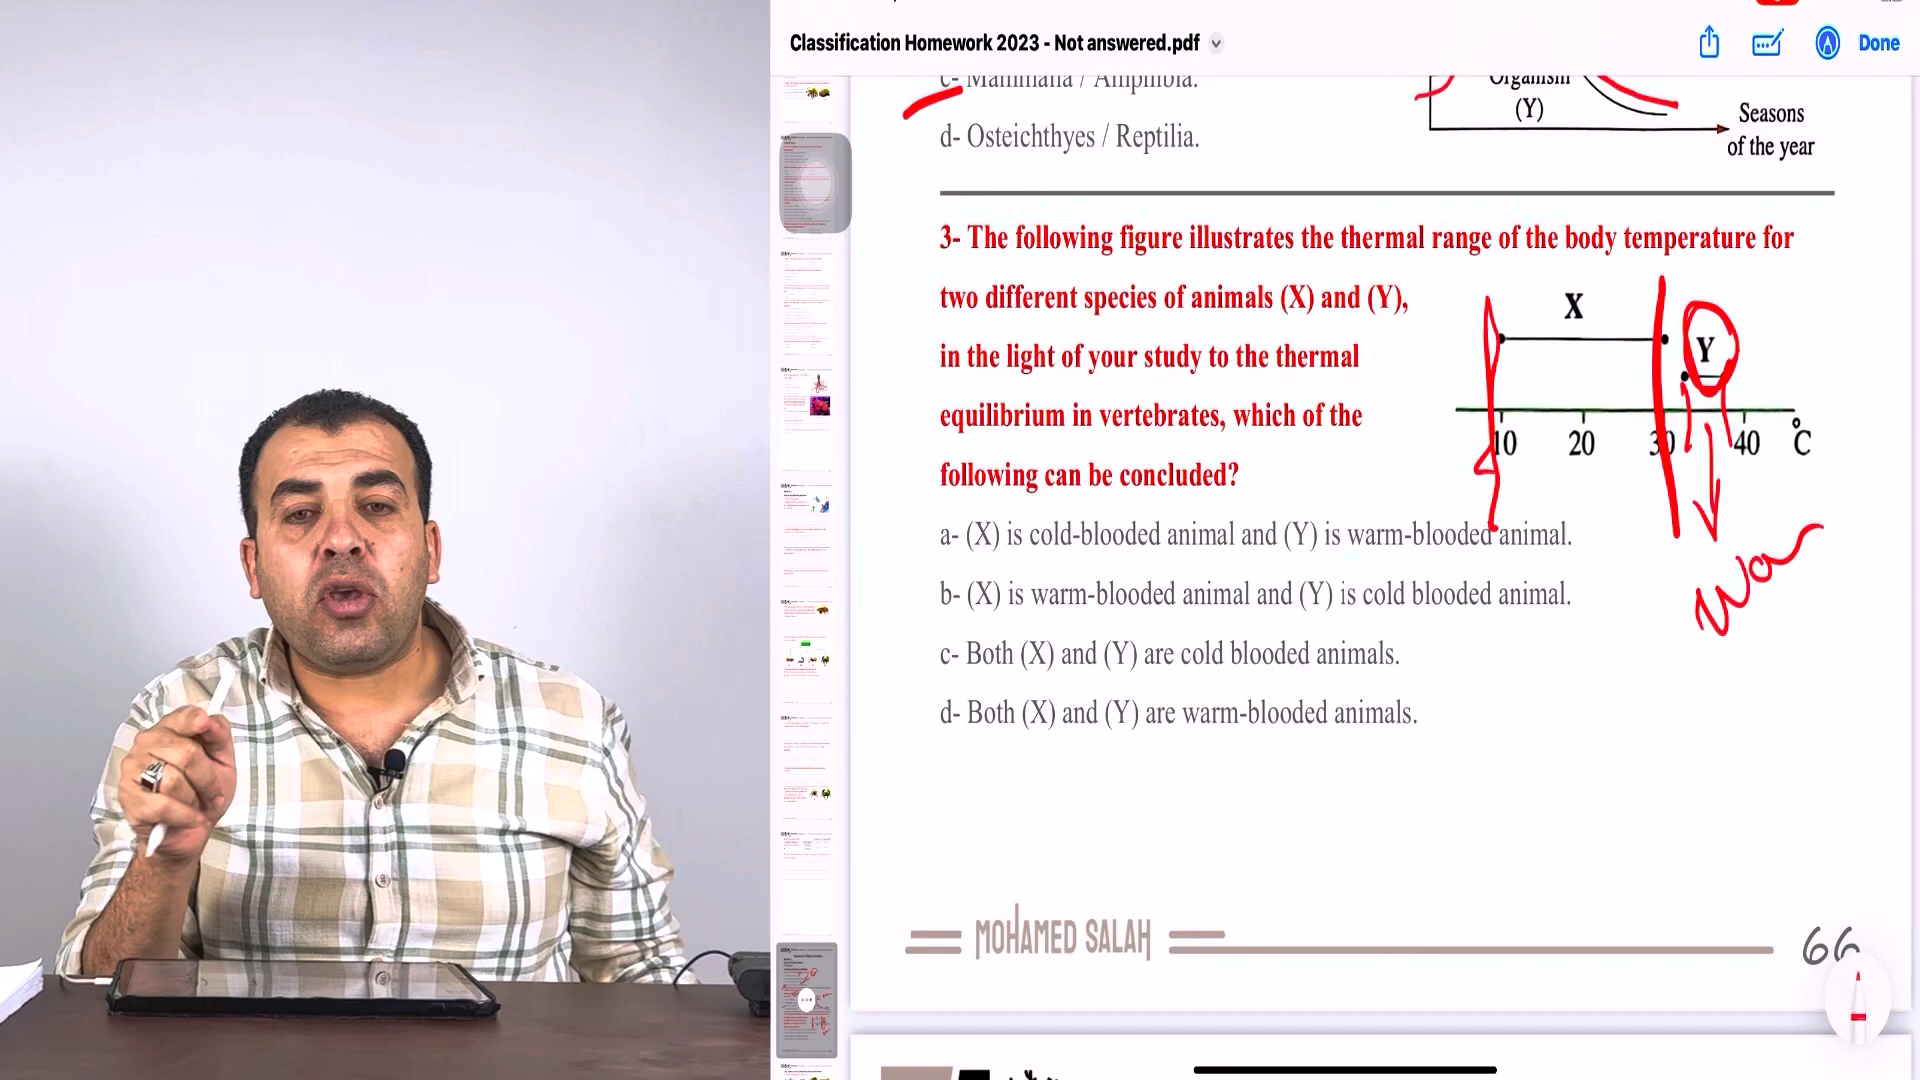 Classification Homework 2023 - Not answered.pdf
Done
c- Mammalia / Amphibia.
d- Osteichthyes / Reptilia.
Organism
(Y)
Seasons
of the year
3- The following figure illustrates the thermal range of the body temperature for
two different species of animals (X) and (Y),
in the light of your study to the thermal
equilibrium in vertebrates, which of the
following can be concluded?
X
Y
10 20 30 40 °C
a- (X) is cold-blooded animal and (Y) is warm-blooded animal.
b- (X) is warm-blooded animal and (Y) is cold blooded animal.
c- Both (X) and (Y) are cold blooded animals.
d- Both (X) and (Y) are warm-blooded animals.
Wa
MOHAMED SALAH
66